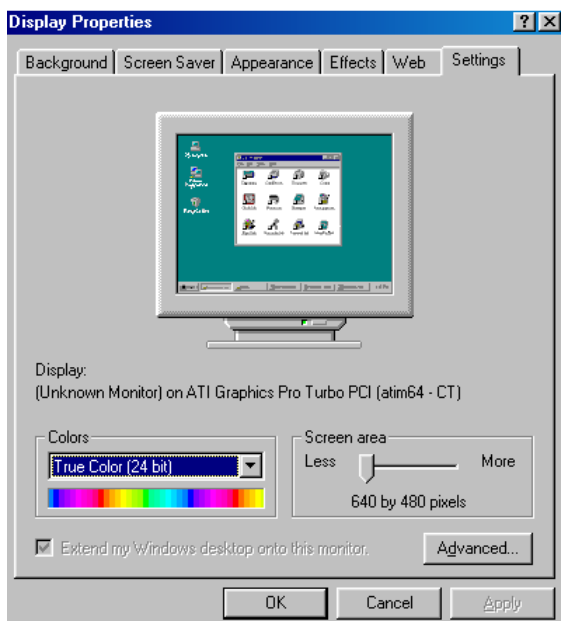 Display Properties
Background Screen Saver Appearance Effects Web Settings
Display:
(Unknown Monitor) on ATI Graphics Pro Turbo PCI (atim64 - CT)
Colors
True Color (24 bit)
Screen area
Less More
640 by 480 pixels
Extend my Windows desktop onto this monitor.
Advanced...
OK Cancel Apply